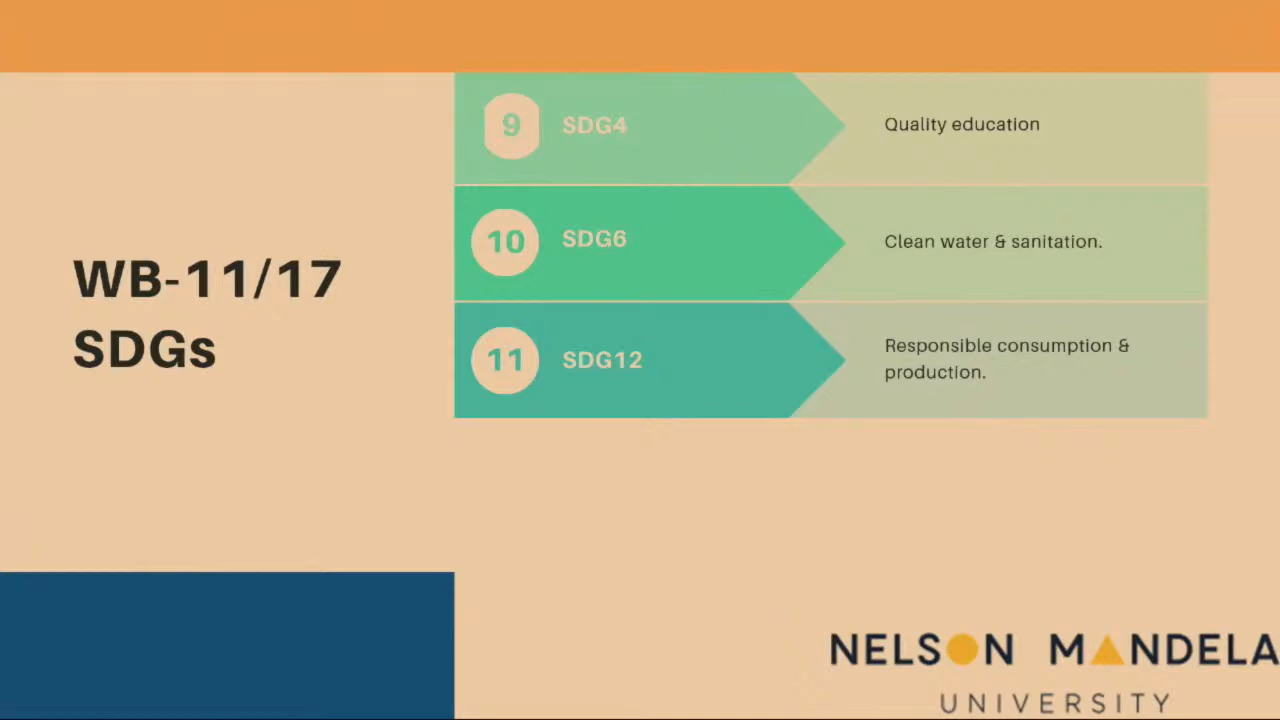 WB-11/17
SDGs
9 SDG4 Quality education
10 SDG6 Clean water & sanitation.
11 SDG12 Responsible consumption &
production.
NELSON MANDELA
UNIVERSITY